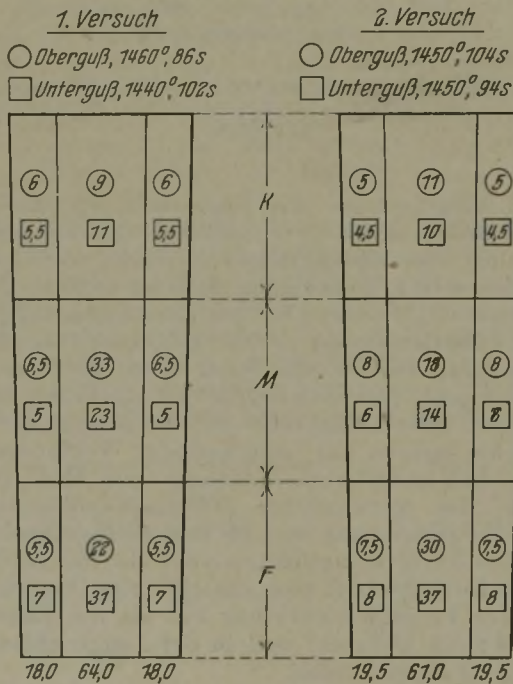 1. Versuch
○ Oberguß, 1460°, 86s
□ Unterguß, 1440°, 102s
2. Versuch
○ Oberguß, 1450°, 104s
□ Unterguß, 1450°, 94s
6 9 6
5,5 11 5,5
K
5 11 5
4,5 10 4,5
6,5 33 6,5
5 23 5
M
8 18 8
6 14 8
5,5 22 5,5
7 31 7
F
7,5 30 7,5
8 37 8
18,0 64,0 18,0
19,5 61,0 19,5